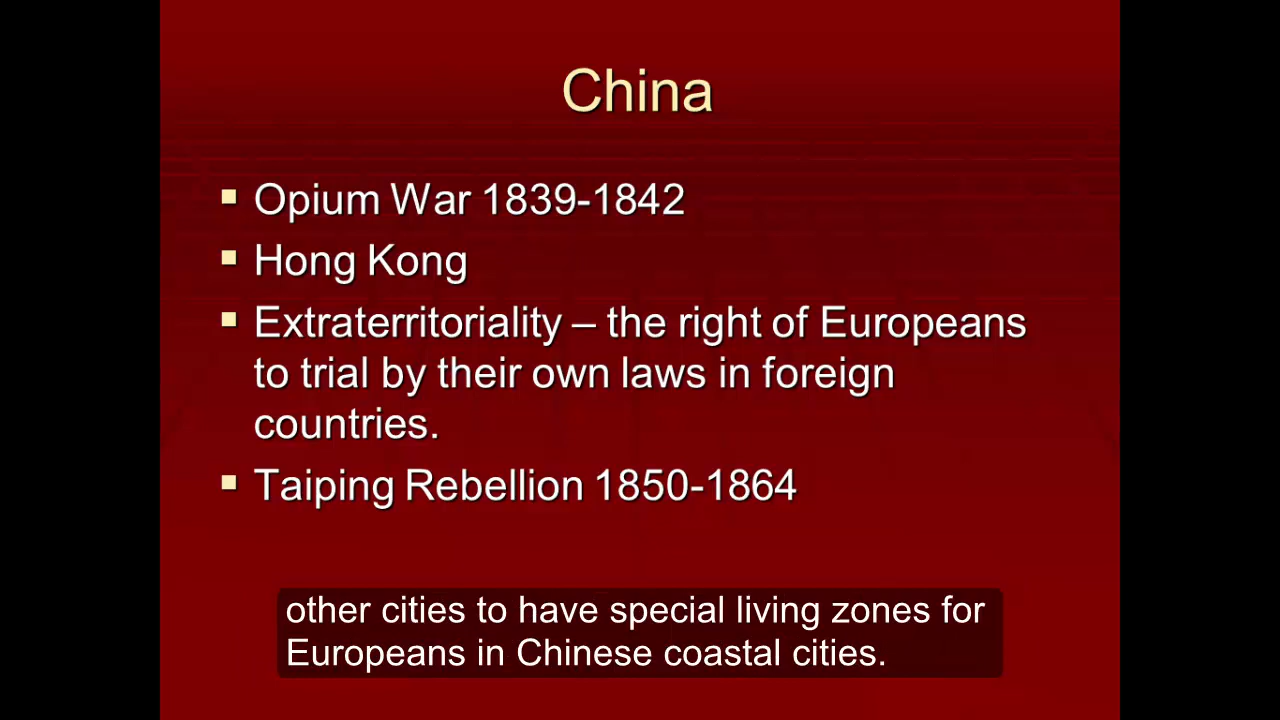 China
▪ Opium War 1839-1842
▪ Hong Kong
▪ Extraterritoriality – the right of Europeans
to trial by their own laws in foreign
countries.
▪ Taiping Rebellion 1850-1864
other cities to have special living zones for
Europeans in Chinese coastal cities.